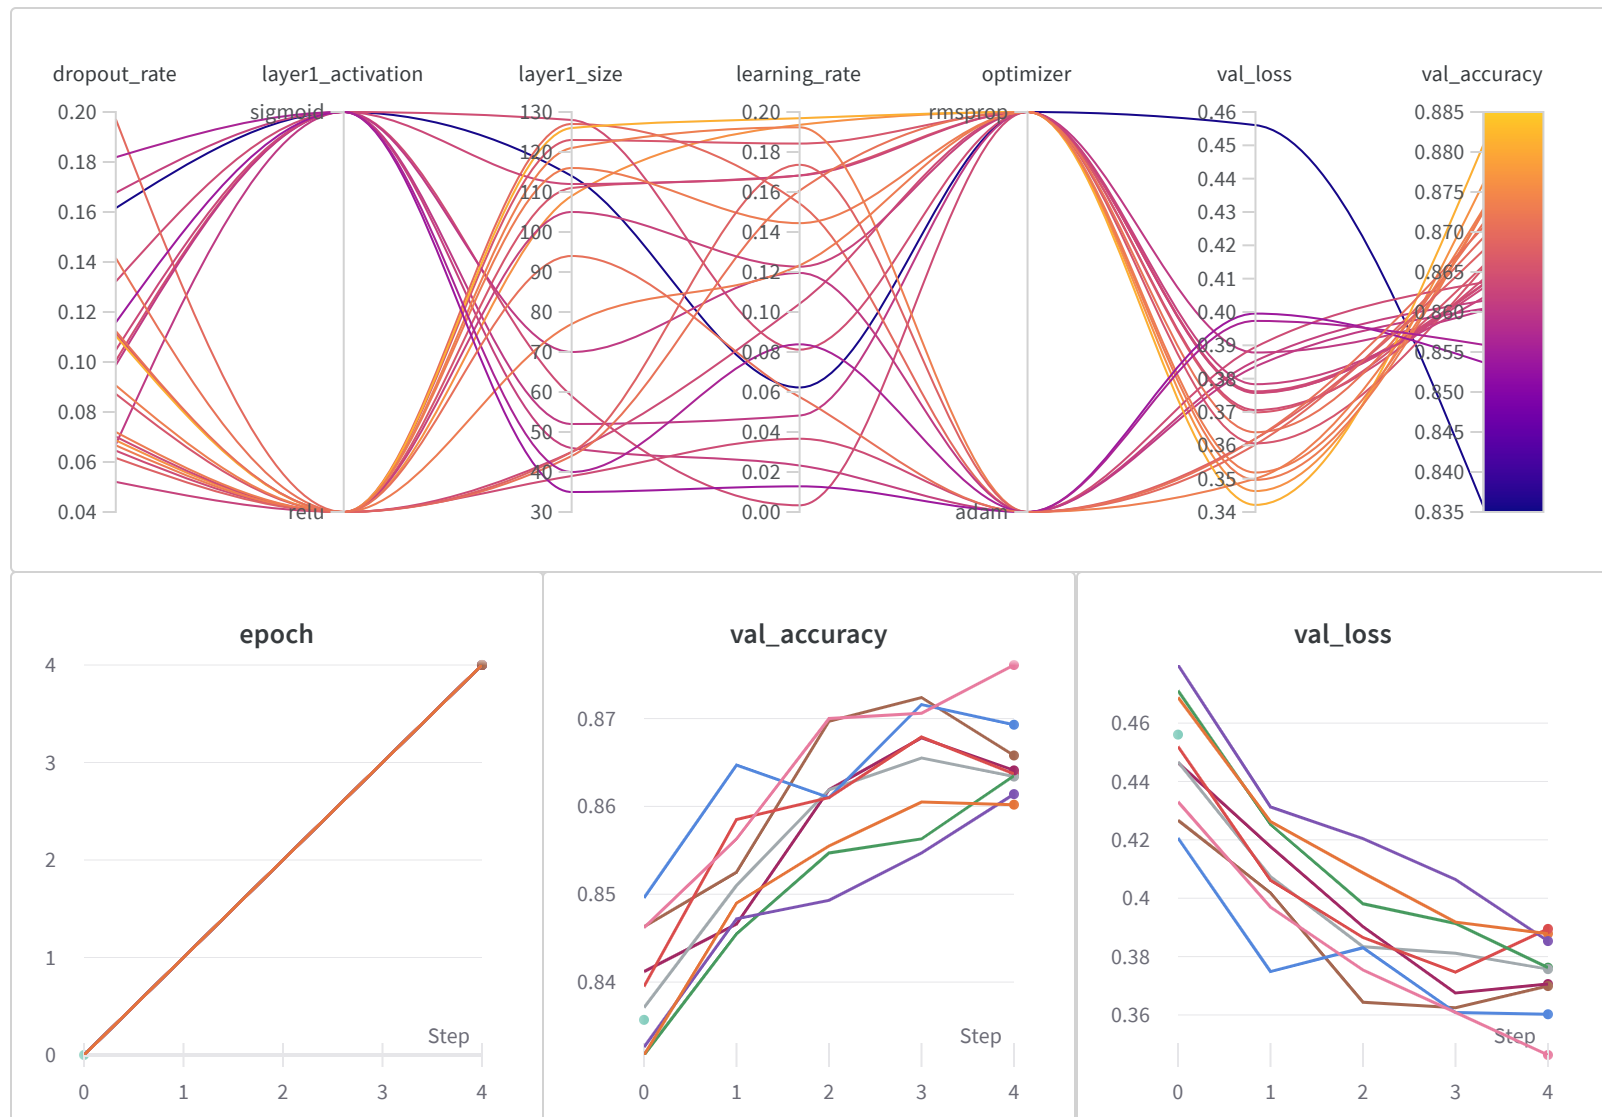 dropout_rate layer1_activation layer1_size learning_rate optimizer val_loss val_accuracy
0.20 sigmoid 130 0.20 rmsprop 0.46 0.885
0.18 120 0.18 0.45 0.880
0.16 110 0.16 0.44 0.875
0.14 100 0.14 0.43 0.870
0.12 90 0.12 0.42 0.865
0.10 80 0.10 0.41 0.860
0.08 70 0.08 0.40 0.855
0.06 60 0.06 0.39 0.850
0.04 50 0.04 0.38 0.845
40 0.02 0.37 0.840
relu 30 0.00 adam 0.36 0.835
0.35
0.34
epoch
4
3
2
1
0
Step
0 1 2 3 4
val_accuracy
0.87
0.86
0.85
0.84
Step
0 1 2 3 4
val_loss
0.46
0.44
0.42
0.4
0.38
0.36
Step
0 1 2 3 4